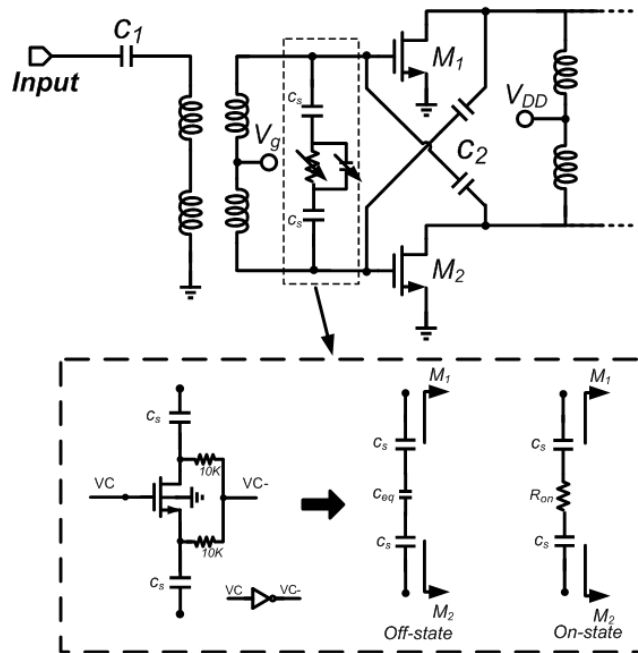 C1
Input
Vg
cs
cs
M1
C2
VDD
M2
cs
VC
10K
VC-
10K
cs
VC
VC-
M1
cs
ceq
cs
M2
Off-state
M1
cs
Ron
cs
M2
On-state